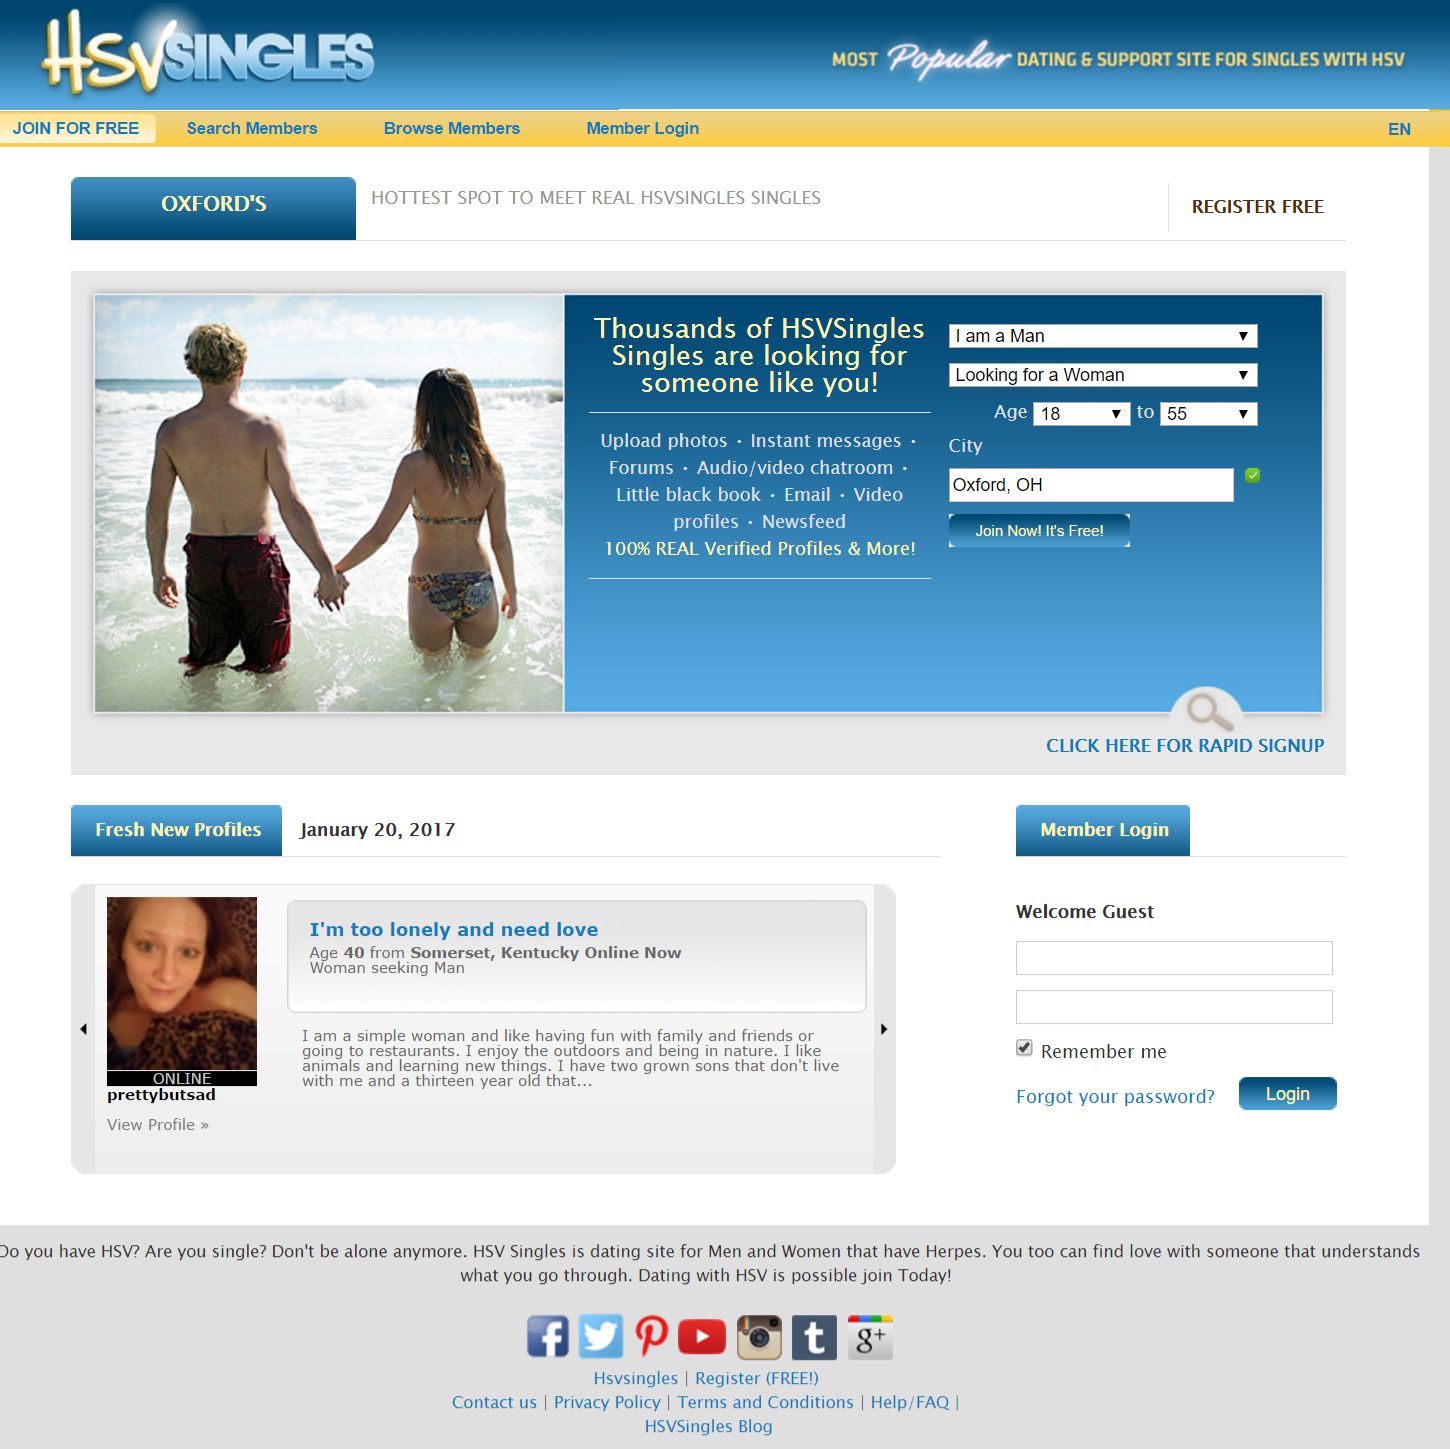 HSVSINGLES
MOST Popular DATING & SUPPORT SITE FOR SINGLES WITH HSV
JOIN FOR FREE Search Members Browse Members Member Login EN
OXFORD'S HOTTEST SPOT TO MEET REAL HSVSINGLES SINGLES REGISTER FREE
Thousands of HSVSingles
Singles are looking for
someone like you!
Upload photos · Instant messages ·
Forums · Audio/video chatroom ·
Little black book · Email · Video
profiles · Newsfeed
100% REAL Verified Profiles & More!
I am a Man
Looking for a Woman
Age 18 to 55
City
Oxford, OH
Join Now! It's Free!
CLICK HERE FOR RAPID SIGNUP
Fresh New Profiles January 20, 2017
ONLINE
prettybutsad
View Profile »
I'm too lonely and need love
Age 40 from Somerset, Kentucky Online Now
Woman seeking Man
I am a simple woman and like having fun with family and friends or
going to restaurants. I enjoy the outdoors and being in nature. I like
animals and learning new things. I have two grown sons that don't live
with me and a thirteen year old that...
Member Login
Welcome Guest
Remember me
Forgot your password? Login
Do you have HSV? Are you single? Don't be alone anymore. HSV Singles is dating site for Men and Women that have Herpes. You too can find love with someone that understands
what you go through. Dating with HSV is possible join Today!
Hsvsingles | Register (FREE!)
Contact us | Privacy Policy | Terms and Conditions | Help/FAQ |
HSVSingles Blog